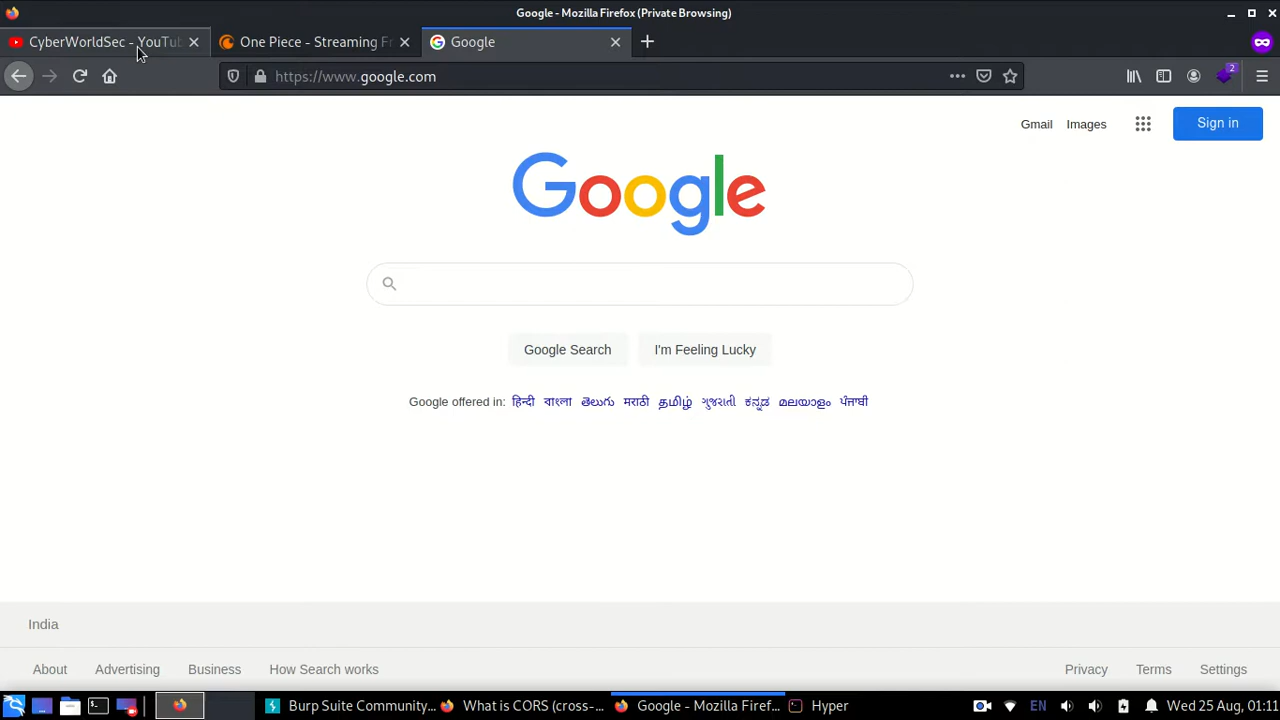 Google - Mozilla Firefox (Private Browsing)
CyberWorldSec - YouTub
One Piece - Streaming Fr
Google
https://www.google.com
2
Gmail Images Sign in
Google
Google Search I'm Feeling Lucky
Google offered in: हिन्दी বাংলা తెలుగు मराठी தமிழ் ગુજરાતી ಕನ್ನಡ മലയാളം ਪੰਜਾਬੀ
India
About Advertising Business How Search works Privacy Terms Settings
Burp Suite Community... What is CORS (cross-... Google - Mozilla Firef... Hyper EN Wed 25 Aug, 01:11